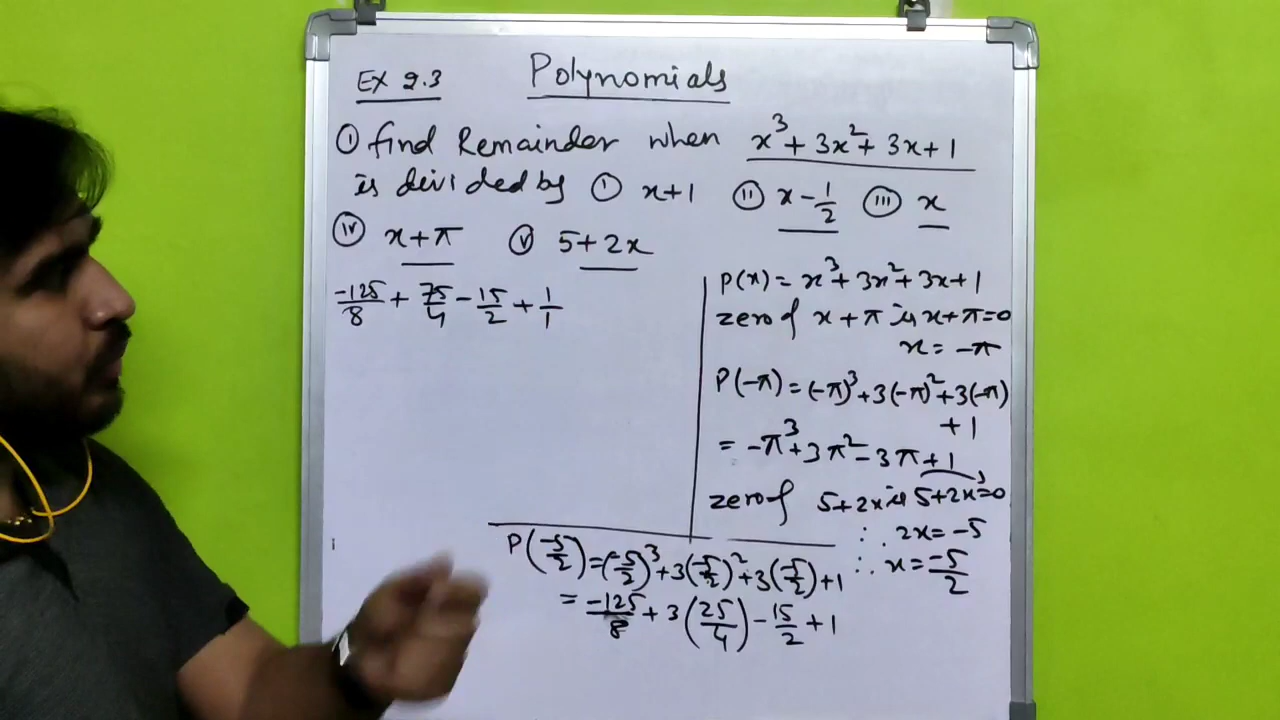 EX 2.3
Polynomials
① find Remainder when x³ + 3x² + 3x + 1
is divided by ① x+1 ⓘⓘ x - 1/2 ⓘⓘⓘ x
ⓘⓥ x + π ⓥ 5 + 2x
-125/8 + 75/4 - 15/2 + 1/1
P(x) = x³ + 3x² + 3x + 1
zero of x + π is x + π = 0
x = -π
P(-π) = (-π)³ + 3(-π)² + 3(-π)
+ 1
= -π³ + 3π² - 3π + 1
zero of 5 + 2x is 5 + 2x = 0
∴ 2x = -5
∴ x = -5/2
P(-5/2) = (-5/2)³ + 3(-5/2)² + 3(-5/2) + 1
= -125/8 + 3(25/4) - 15/2 + 1